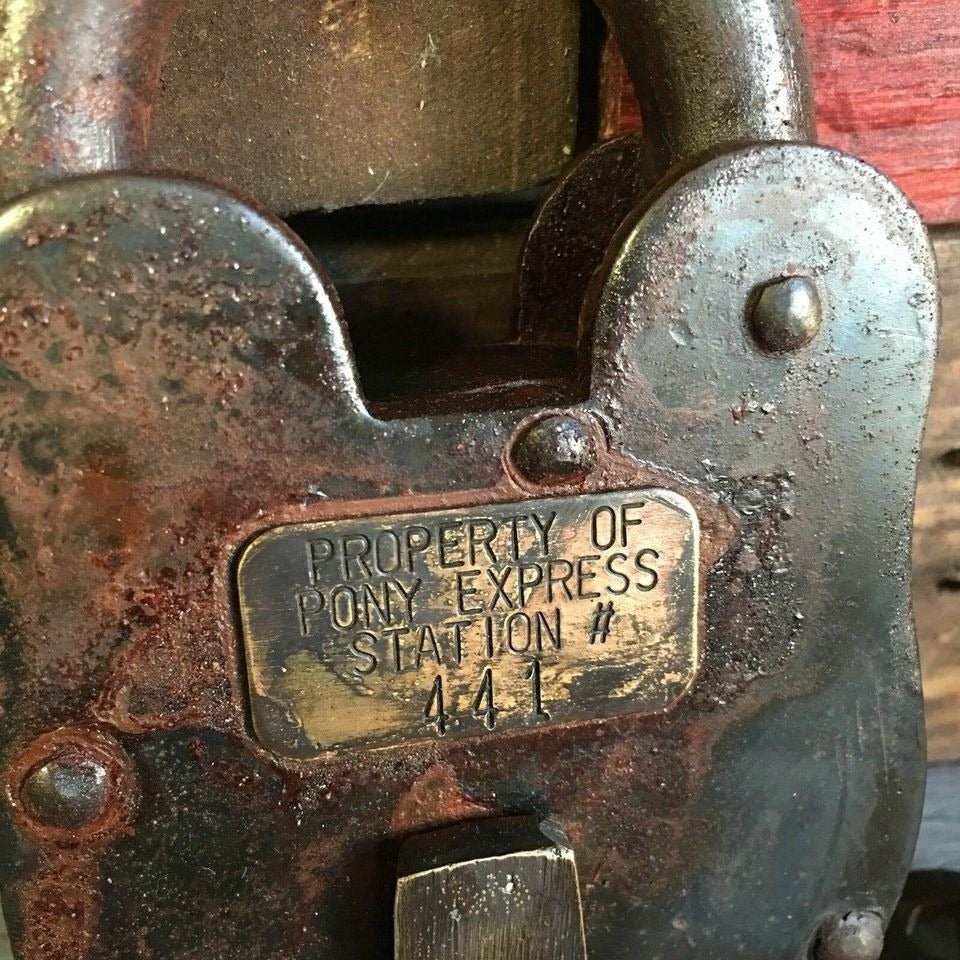 PROPERTY OF
PONY EXPRESS
STATION #
441